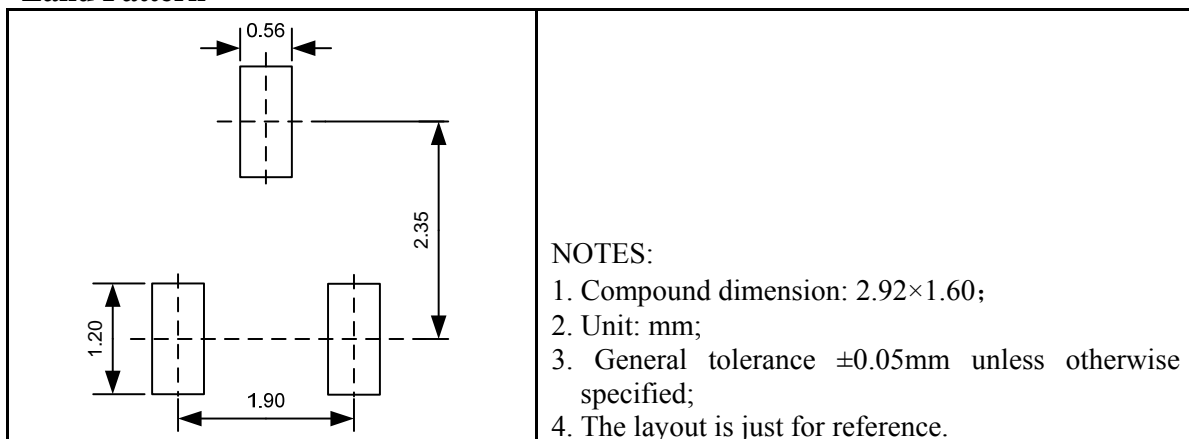 Land Pattern
0.56
2.35
1.20
1.90
NOTES:
1. Compound dimension: 2.92×1.60；
2. Unit: mm;
3. General tolerance ±0.05mm unless otherwise
specified;
4. The layout is just for reference.